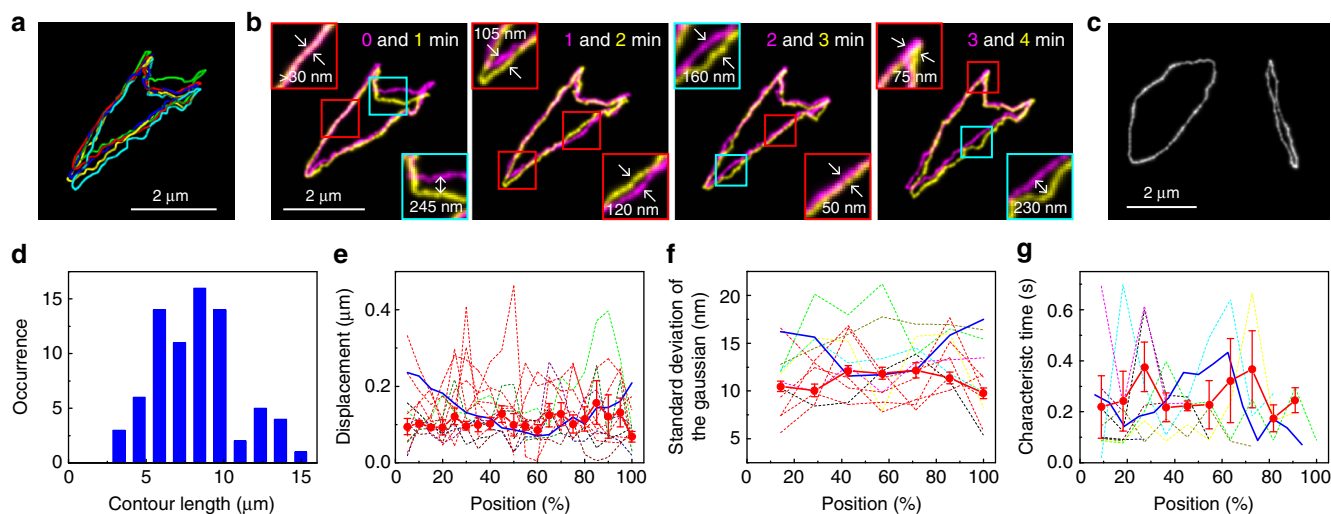 a
2 μm
b
0 and 1 min
>30 nm
245 nm
2 μm
1 and 2 min
105 nm
120 nm
2 and 3 min
160 nm
50 nm
3 and 4 min
75 nm
230 nm
c
2 μm
d
Occurrence
15
10
5
0
5
10
15
Contour length (μm)
e
Displacement (μm)
0.4
0.2
0.0
0
20
40
60
80
100
Position (%)
f
Standard deviation of
the gaussian (nm)
20
15
10
5
0
20
40
60
80
100
Position (%)
g
Characteristc time (s)
0.6
0.4
0.2
0.0
0
20
40
60
80
100
Position (%)